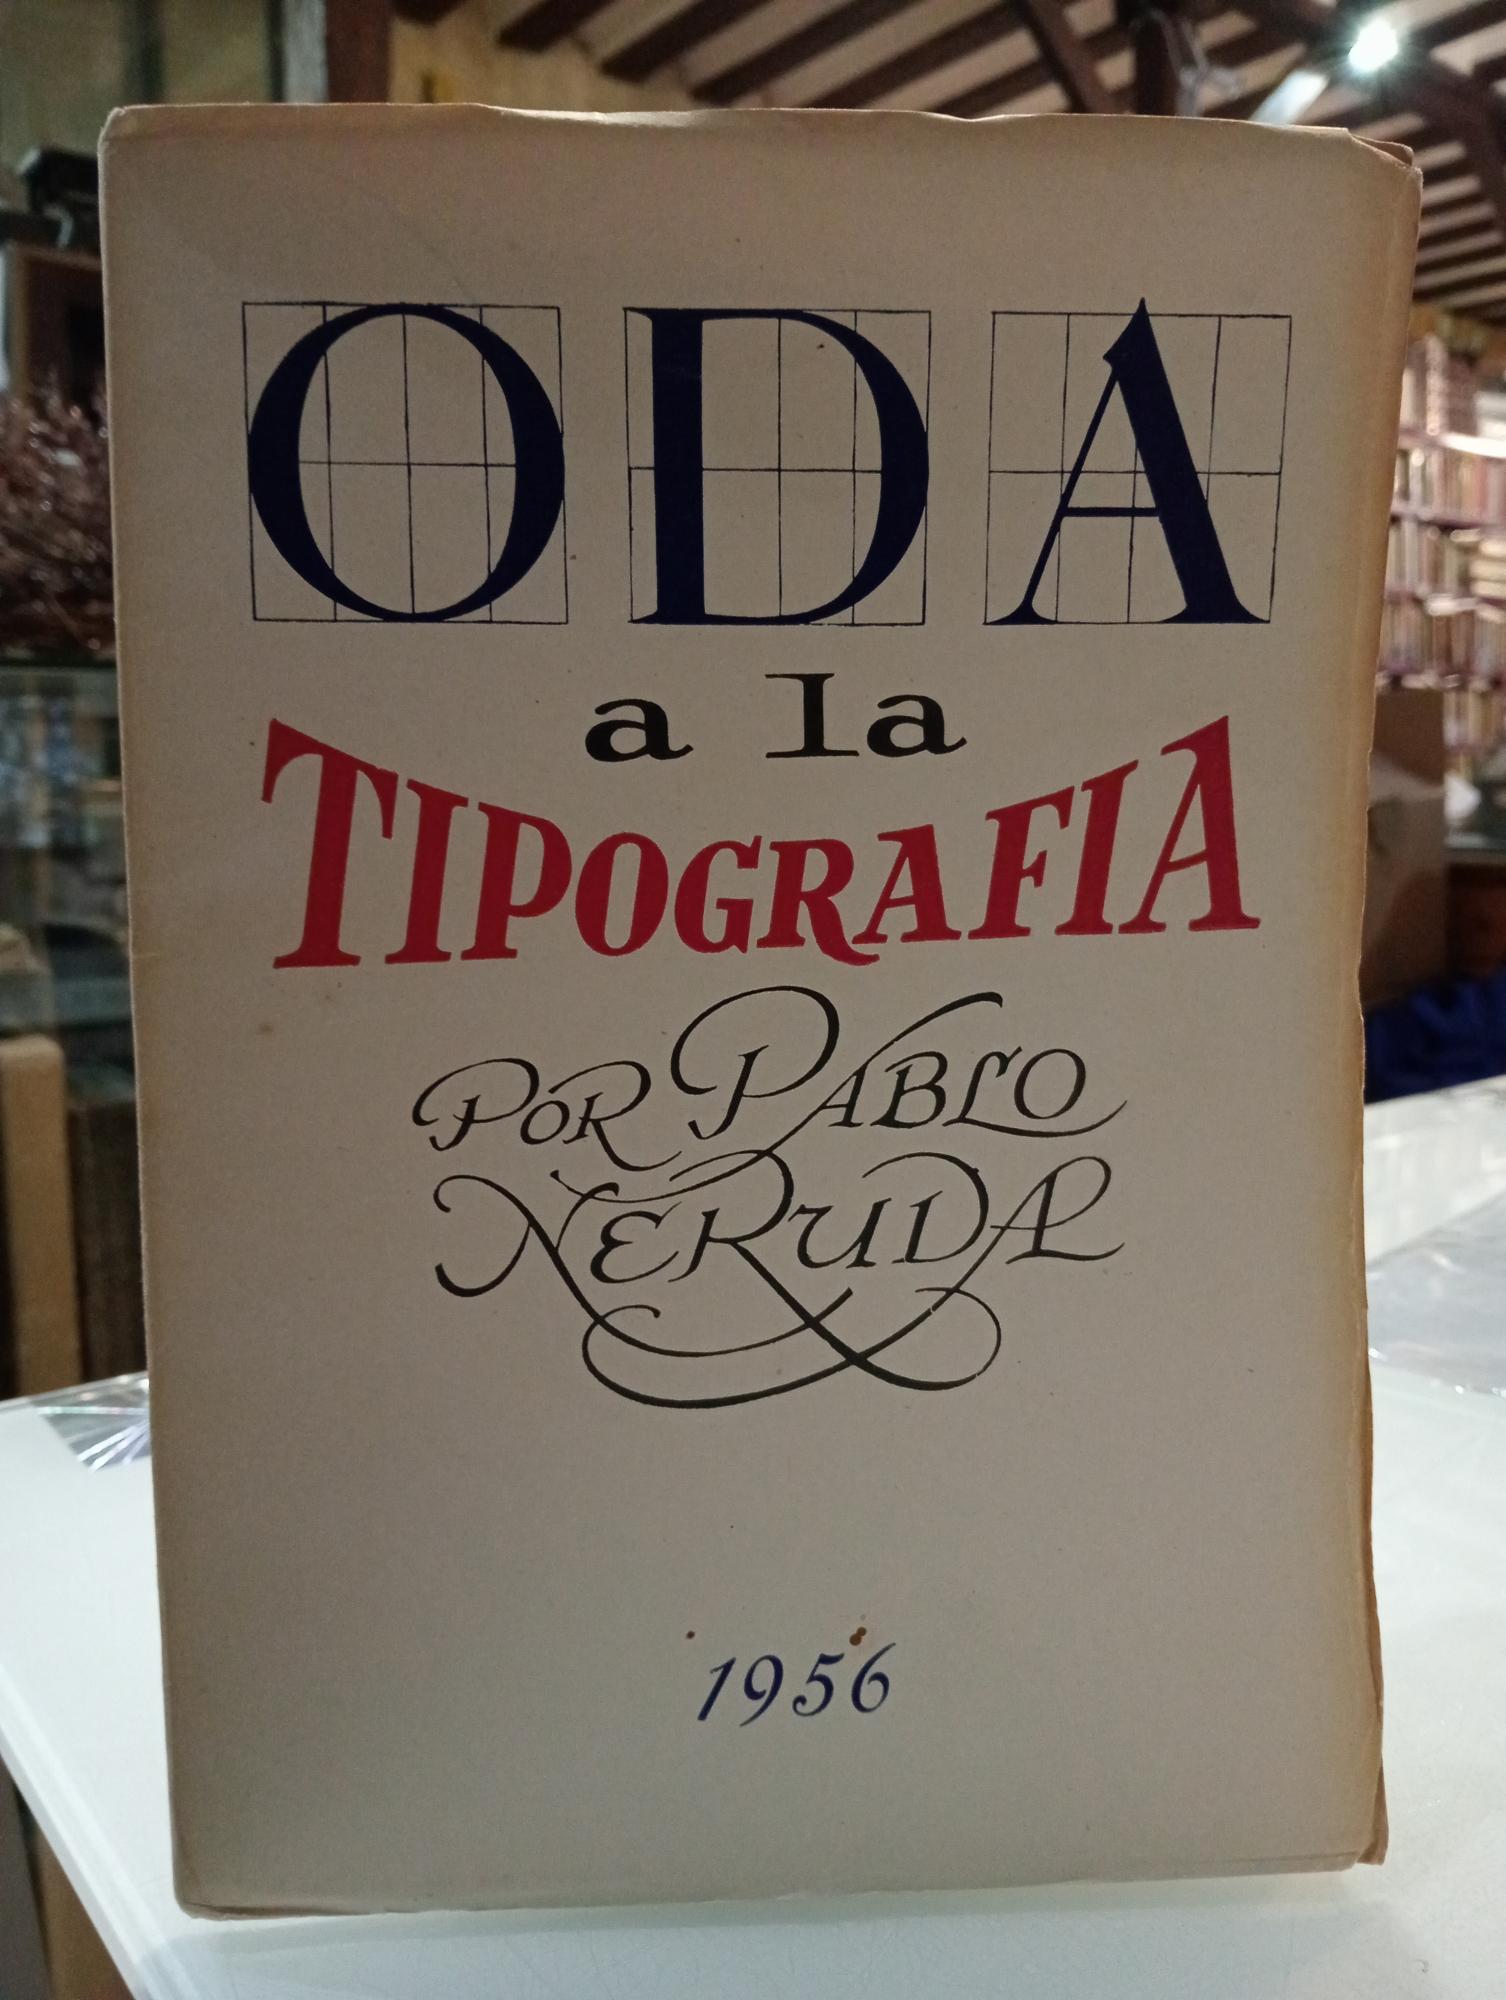 ODA
a la
TIPOGRAFIA
POR PABLO
NERUDA
1956